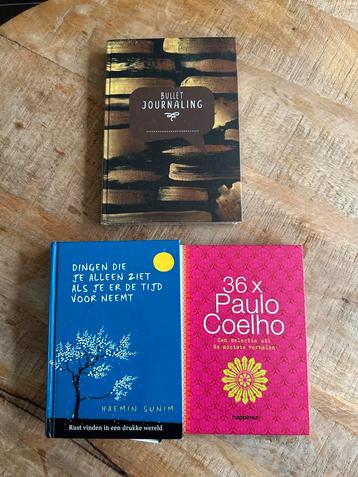 BULLET
JOURNALING
DINGEN DIE
JE ALLEEN ZIET
ALS JE ER DE TIJD
VOOR NEEMT
HAEMIN SUNIM
Rust vinden in een drukke wereld
36 x
Paulo
Coelho
Een selectie uit
de mooiste verhalen
happinez